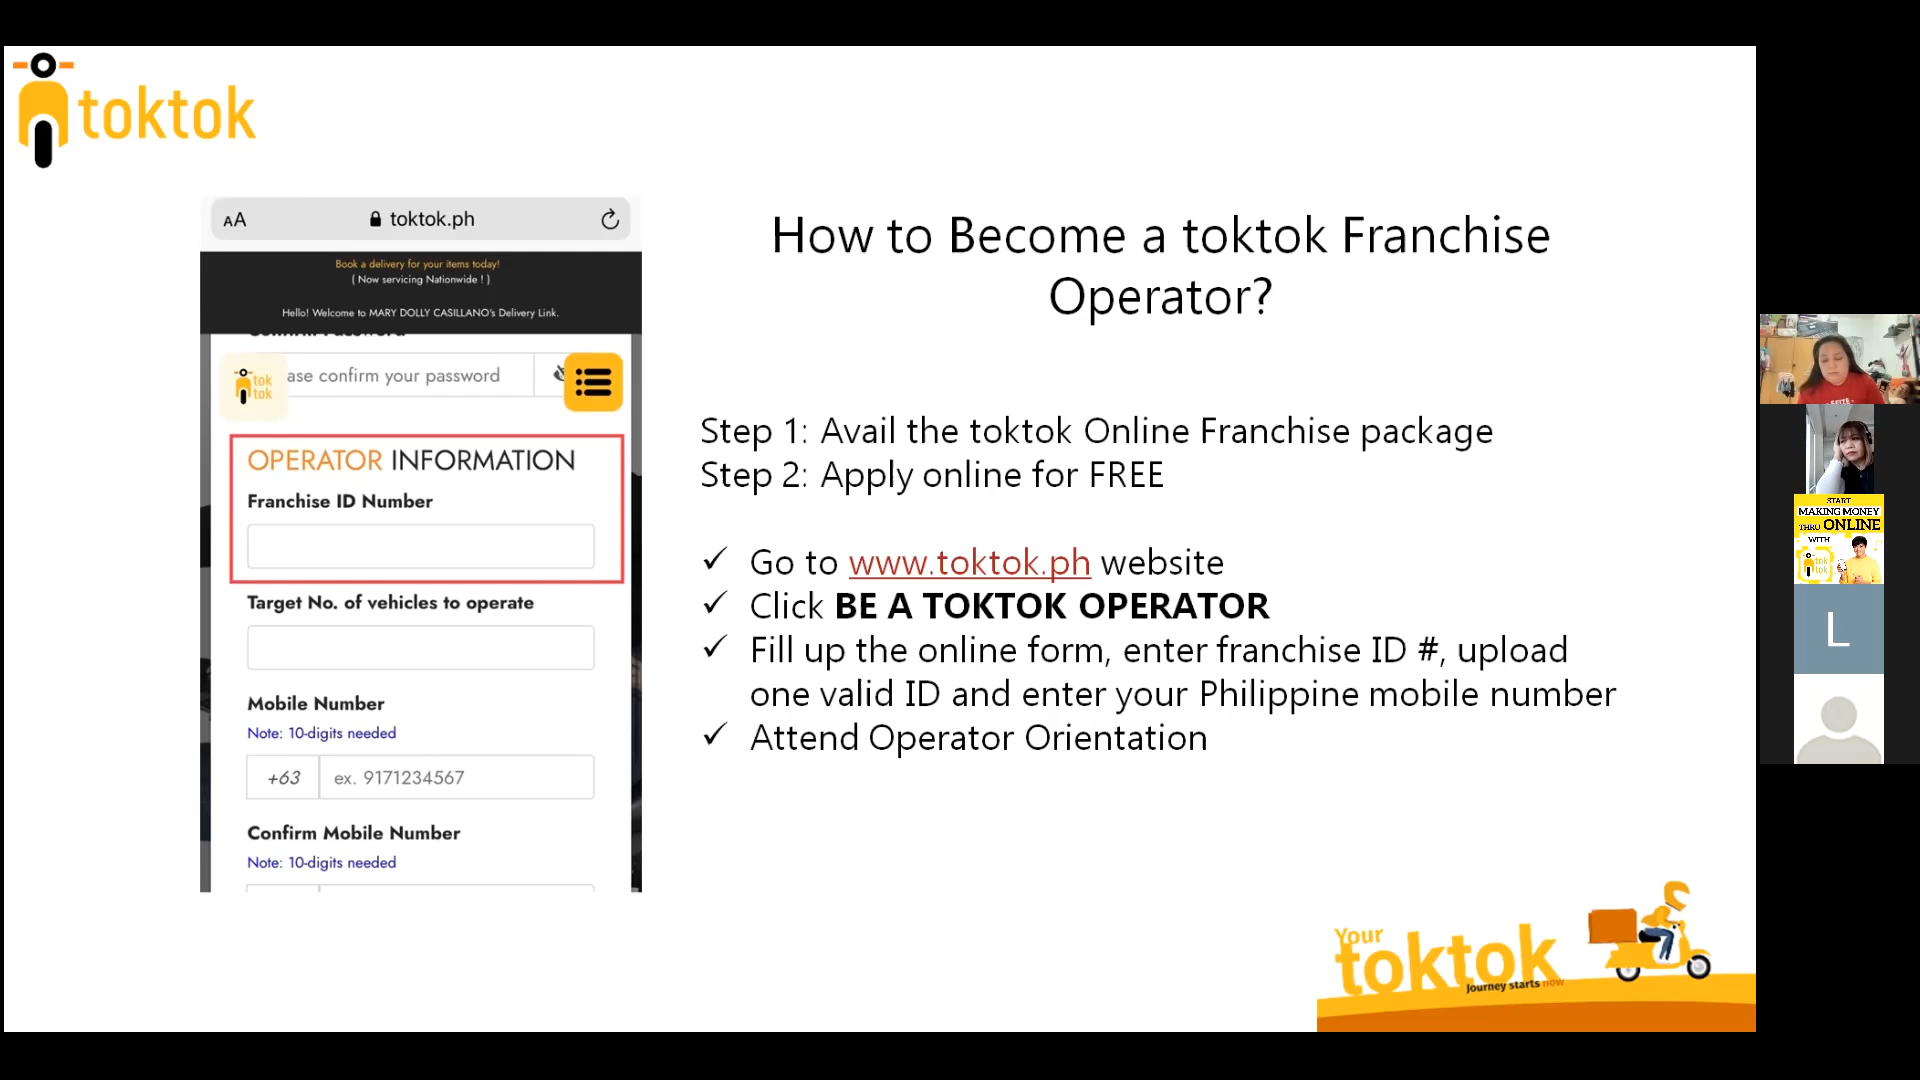 toktok
AA
toktok.ph
Book a delivery for your items today!
( Now servicing Nationwide ! )
Hello! Welcome to MARY DOLLY CASILLANO's Delivery Link.
Confirm Password
ase confirm your password
tok
tok
OPERATOR INFORMATION
Franchise ID Number
Target No. of vehicles to operate
Mobile Number
Note: 10-digits needed
+63
ex. 9171234567
Confirm Mobile Number
Note: 10-digits needed
How to Become a toktok Franchise
Operator?
Step 1: Avail the toktok Online Franchise package
Step 2: Apply online for FREE
✓ Go to www.toktok.ph website
✓ Click BE A TOKTOK OPERATOR
✓ Fill up the online form, enter franchise ID #, upload
one valid ID and enter your Philippine mobile number
✓ Attend Operator Orientation
Your
toktok
Journey starts now
START
MAKING MONEY
THRU ONLINE
WITH
tok
tok
L